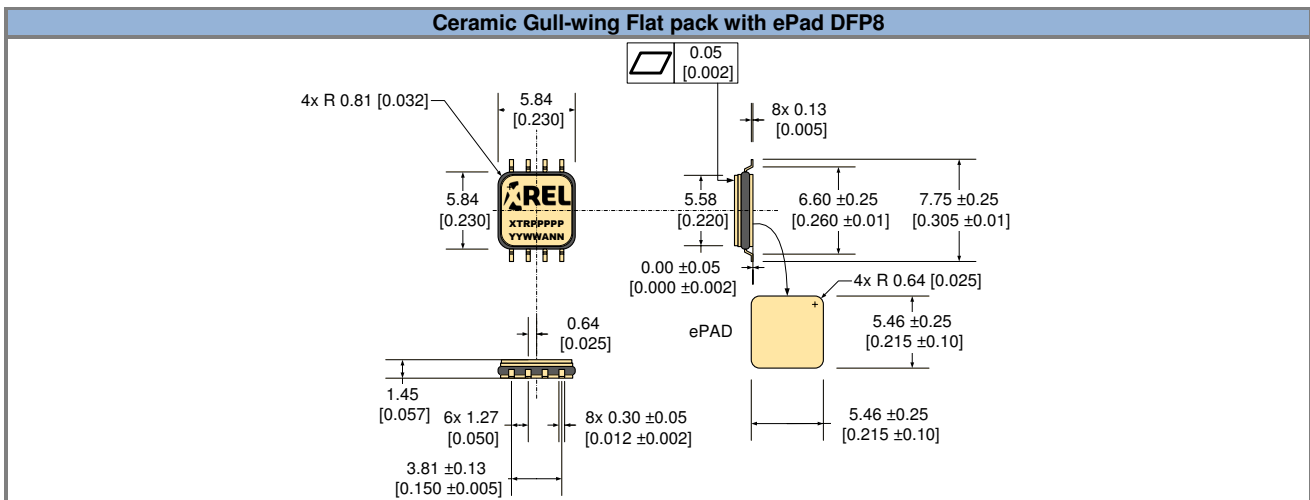 Ceramic Gull-wing Flat pack with ePad DFP8
0.05
[0.002]
4x R 0.81 [0.032]
5.84
[0.230]
8x 0.13
[0.005]
5.84
[0.230]
XREL
XTRPPPPP
YYWWANN
5.58
[0.220]
6.60 ±0.25
[0.260 ±0.01]
7.75 ±0.25
[0.305 ±0.01]
0.00 ±0.05
[0.000 ±0.002]
4x R 0.64 [0.025]
ePAD
+
5.46 ±0.25
[0.215 ±0.10]
0.64
[0.025]
1.45
[0.057]
6x 1.27
[0.050]
8x 0.30 ±0.05
[0.012 ±0.002]
5.46 ±0.25
[0.215 ±0.10]
3.81 ±0.13
[0.150 ±0.005]